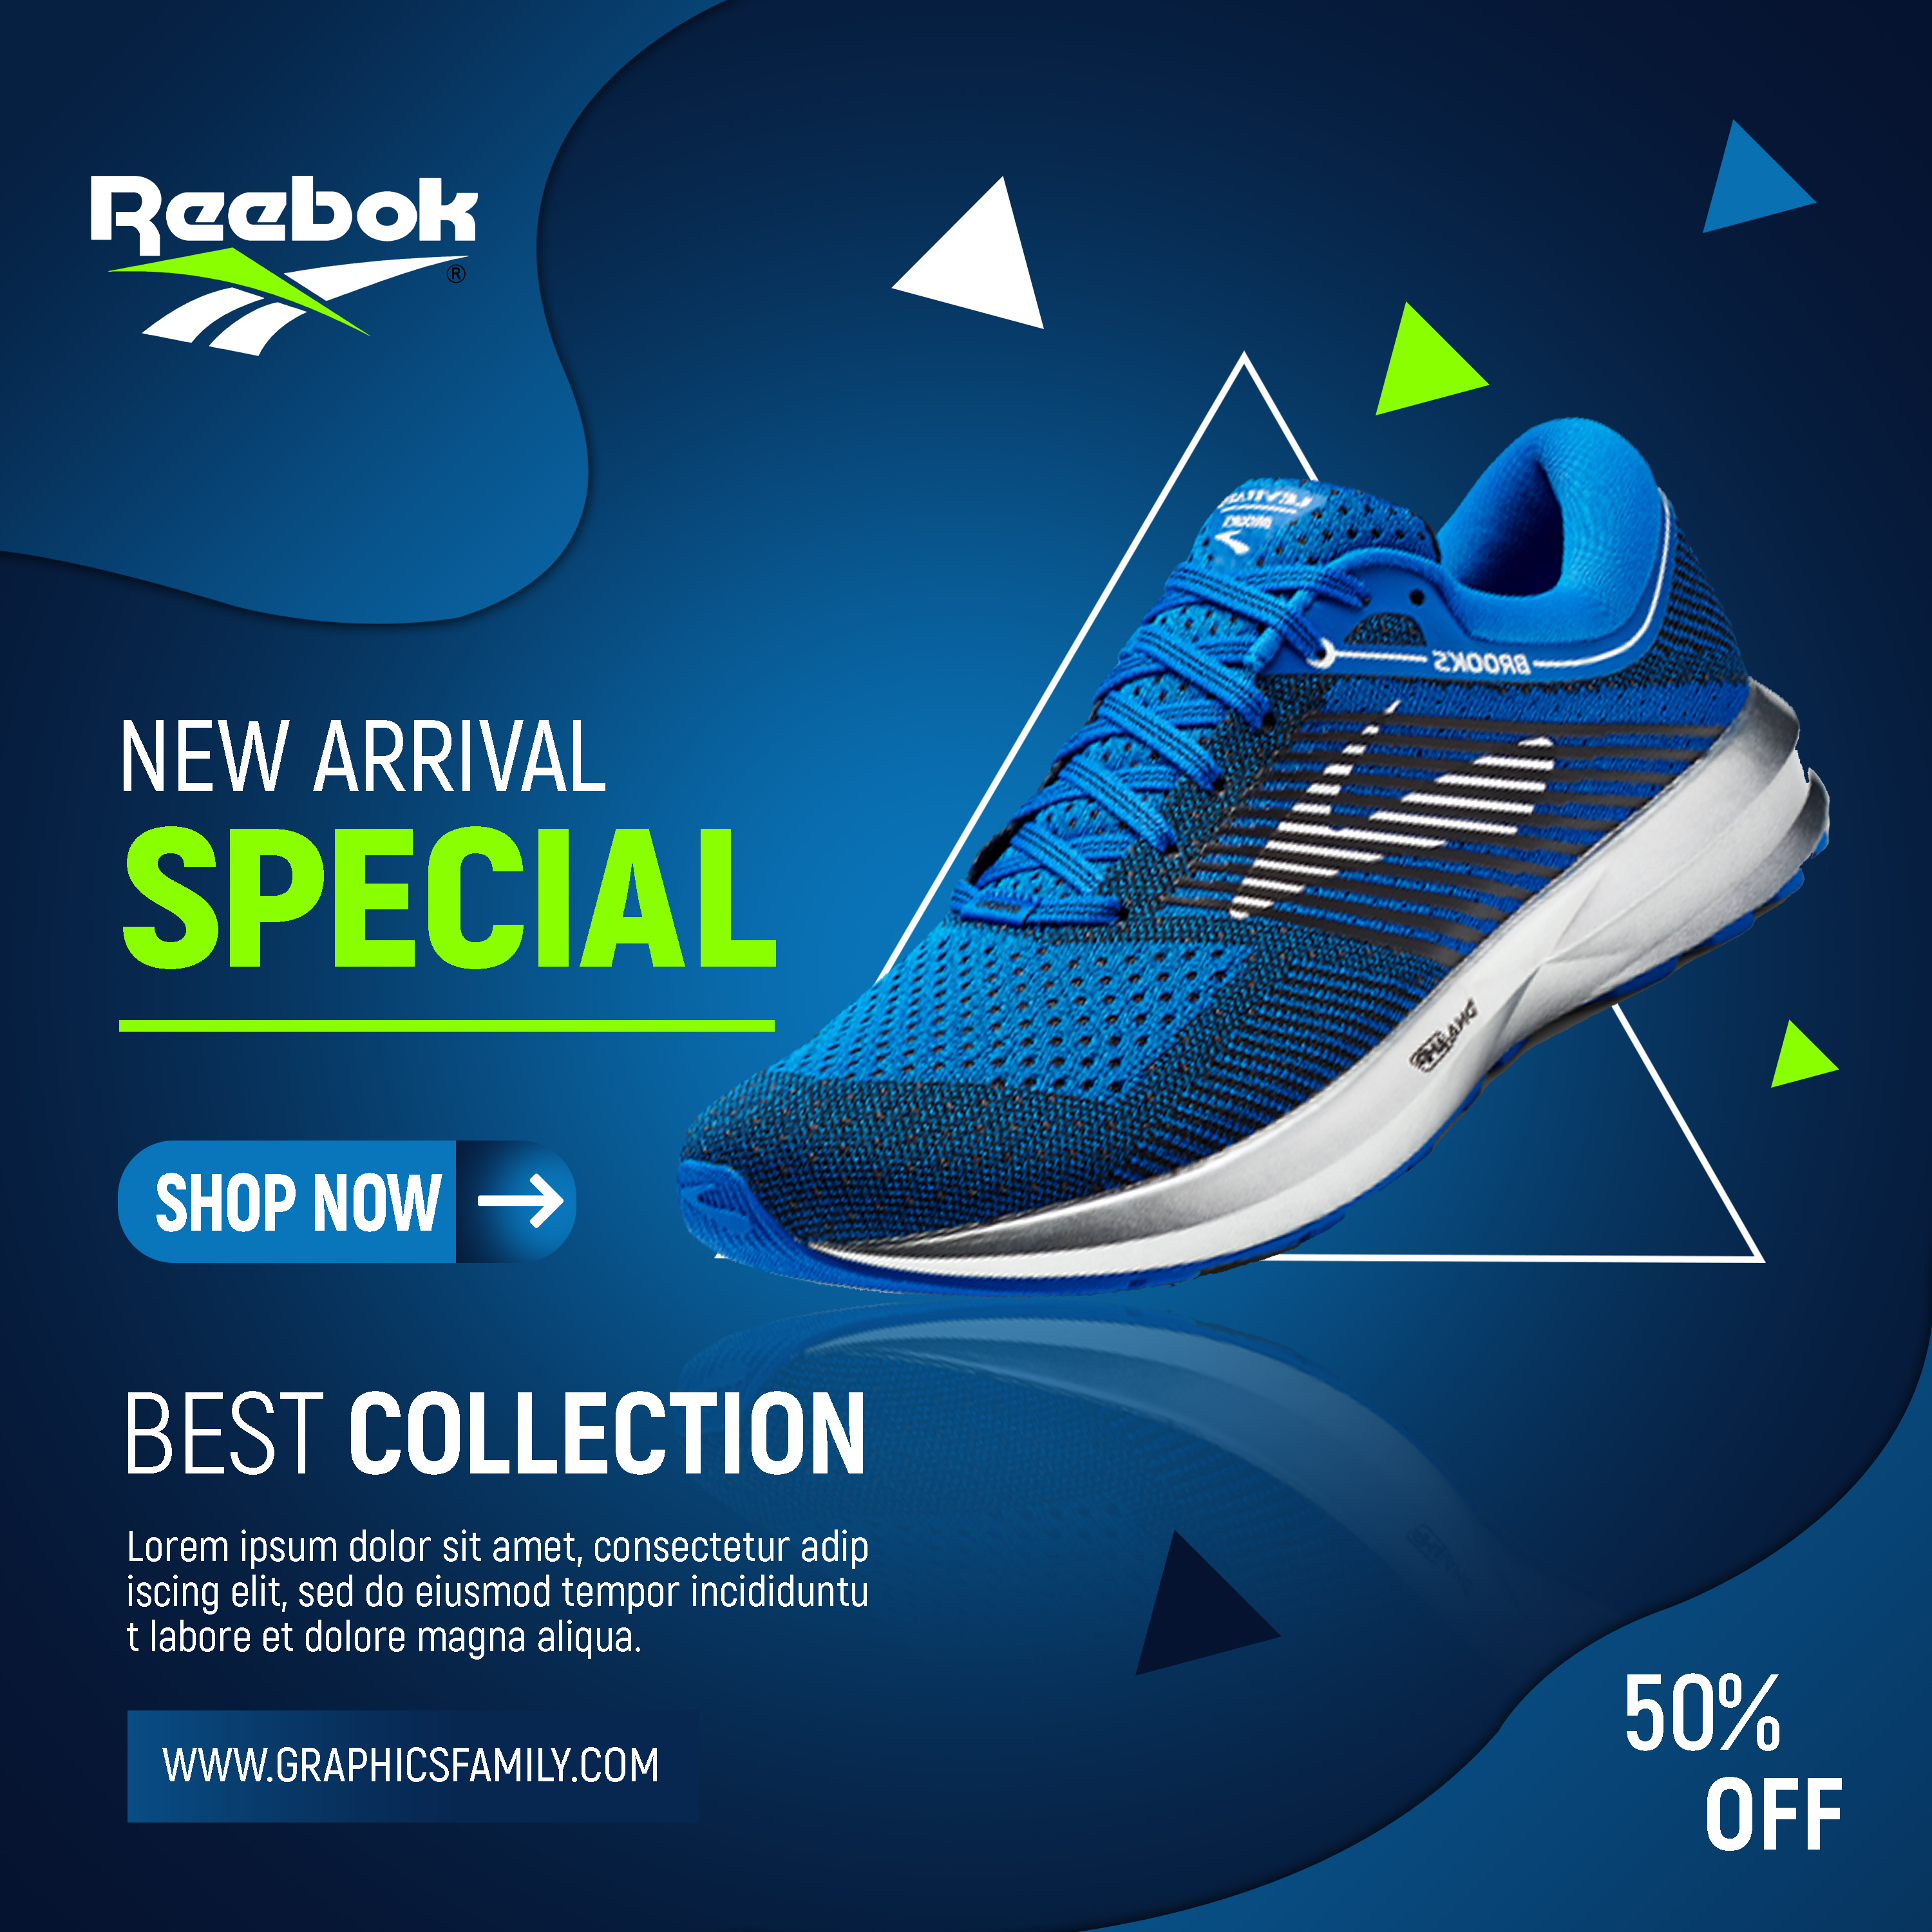 Reebok
®
NEW ARRIVAL
SPECIAL
BROOKS
SHOP NOW
BEST COLLECTION
Lorem ipsum dolor sit amet, consectetur adip
iscing elit, sed do eiusmod tempor incididuntu
t labore et dolore magna aliqua.
WWW.GRAPHICSFAMILY.COM
50%
OFF